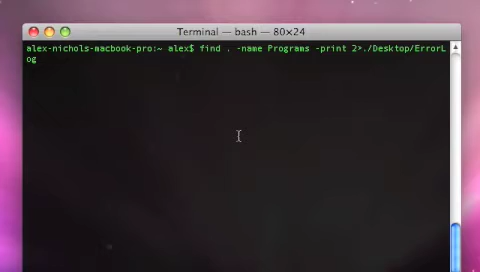 Terminal — bash — 80×24
alex-nichols-macbook-pro:~ alex$ find . -name Programs -print 2>./Desktop/ErrorL
og